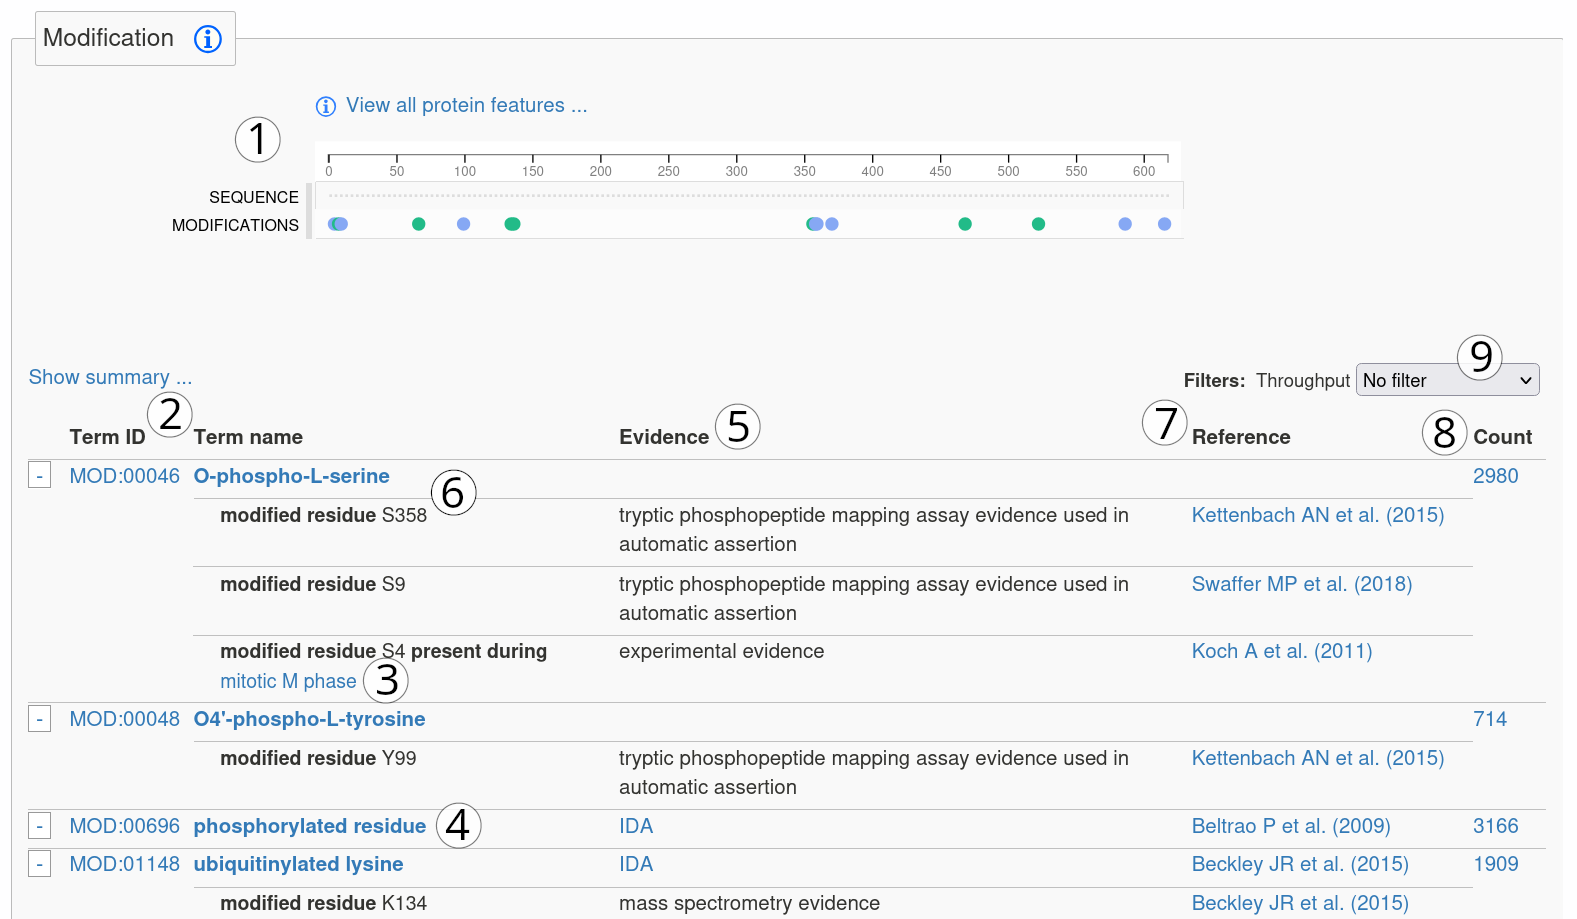 Modification
View all protein features ...
1
0 50 100 150 200 250 300 350 400 450 500 550 600
SEQUENCE
MODIFICATIONS
9
Show summary ...
Filters: Throughput No filter
2 5 7 8
Term ID Term name Evidence Reference Count
- MOD:00046 O-phospho-L-serine 2980
6
modified residue S358 tryptic phosphopeptide mapping assay evidence used in Kettenbach AN et al. (2015)
automatic assertion
modified residue S9 tryptic phosphopeptide mapping assay evidence used in Swaffer MP et al. (2018)
automatic assertion
modified residue S4 present during experimental evidence Koch A et al. (2011)
mitotic M phase 3
- MOD:00048 O4'-phospho-L-tyrosine 714
modified residue Y99 tryptic phosphopeptide mapping assay evidence used in Kettenbach AN et al. (2015)
automatic assertion
- MOD:00696 phosphorylated residue 4 IDA Beltrao P et al. (2009) 3166
- MOD:01148 ubiquitinylated lysine IDA Beckley JR et al. (2015) 1909
modified residue K134 mass spectrometry evidence Beckley JR et al. (2015)